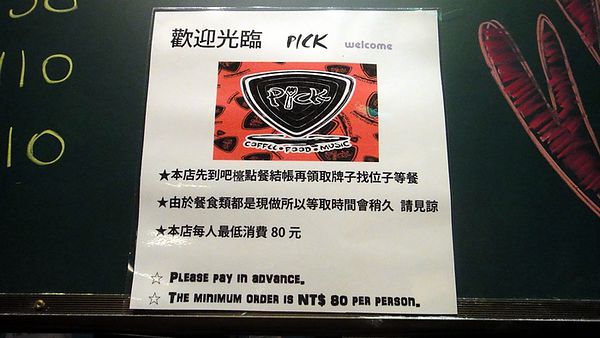 50
110
10
歡迎光臨 PICK welcome
PICK
COFFEE•FOOD•MUSIC
★本店先到吧檯點餐結帳再領取牌子找位子等餐
★由於餐食類都是現做所以等取時間會稍久 請見諒
★本店每人最低消費 80 元
☆ PLEASE PAY IN ADVANCE.
☆ THE MINIMUM ORDER IS NT$ 80 PER PERSON.